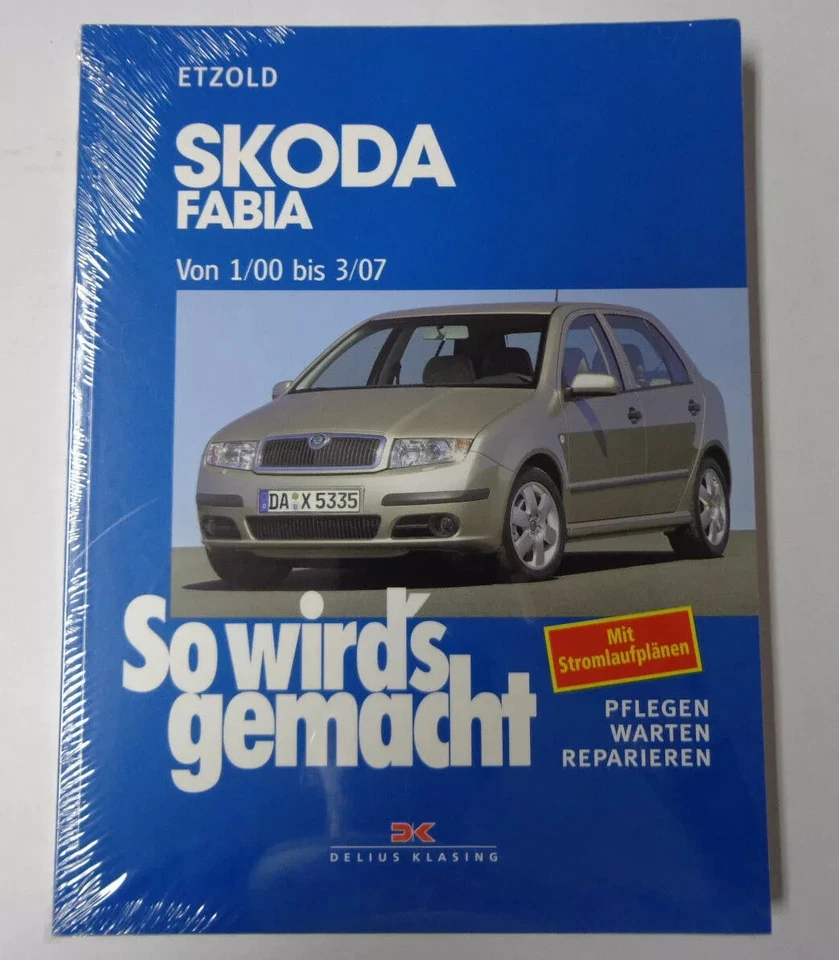 ETZOLD
SKODA
FABIA
Von 1/00 bis 3/07
DA X 5335
So wird's
gemacht
Mit
Stromlaufplänen
PFLEGEN
WARTEN
REPARIEREN
DK
DELIUS KLASING